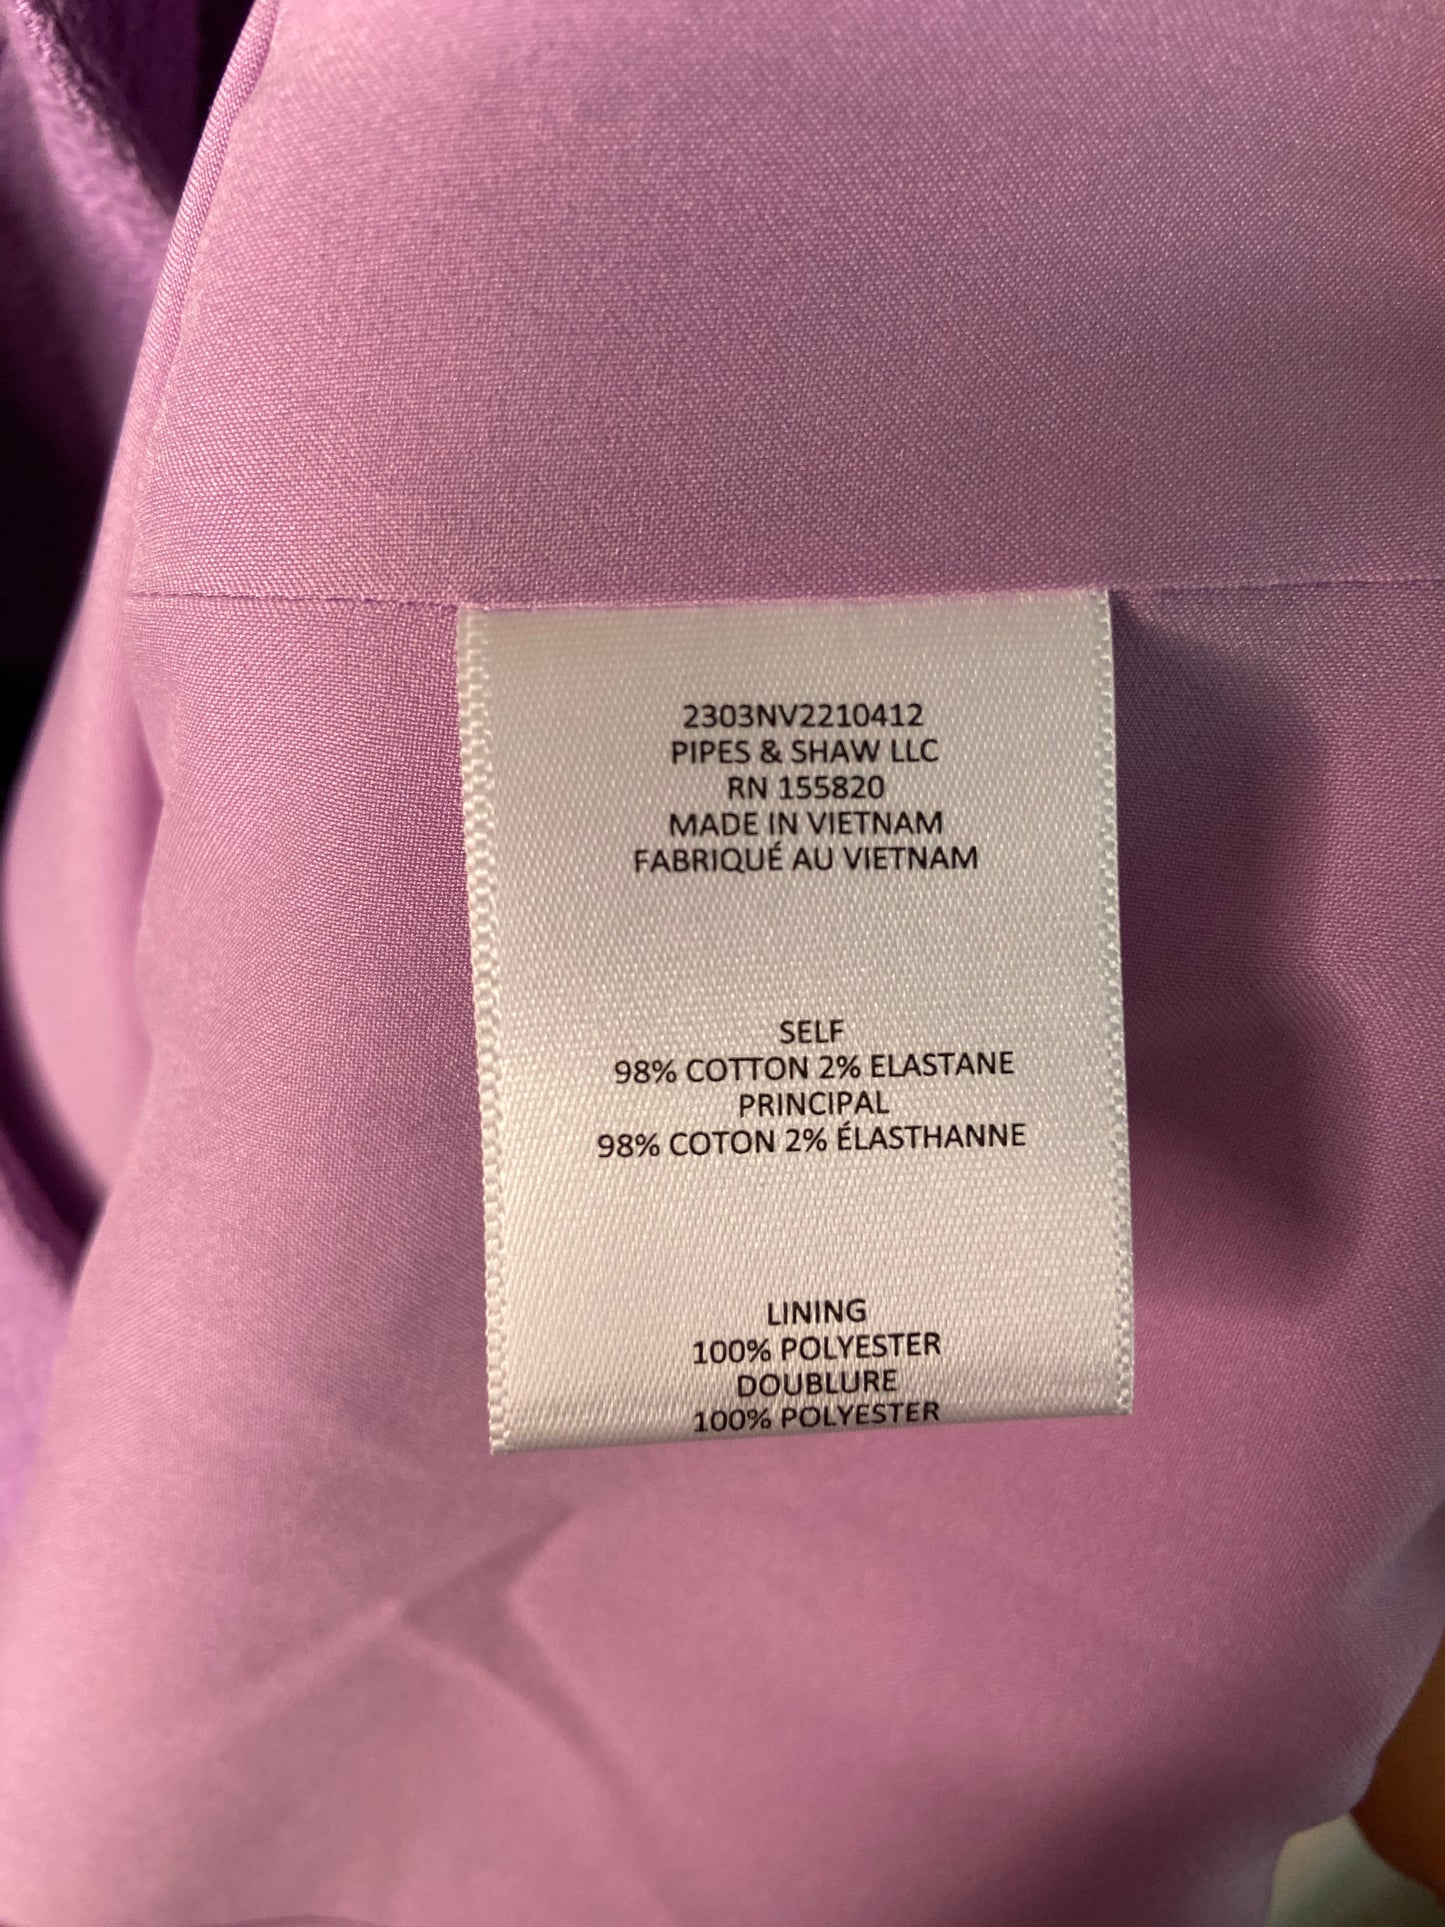 2303NV2210412
PIPES & SHAW LLC
RN 155820
MADE IN VIETNAM
FABRIQUÉ AU VIETNAM
SELF
98% COTTON 2% ELASTANE
PRINCIPAL
98% COTON 2% ÉLASTHANNE
LINING
100% POLYESTER
DOUBLURE
100% POLYESTER